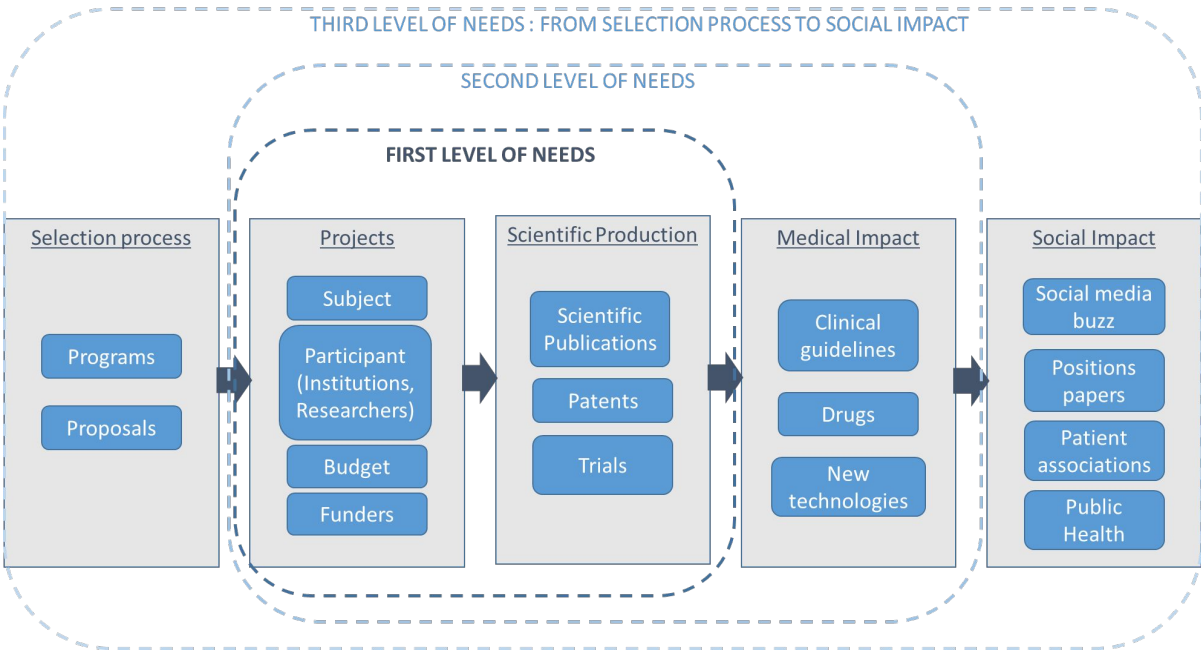 THIRD LEVEL OF NEEDS : FROM SELECTION PROCESS TO SOCIAL IMPACT
SECOND LEVEL OF NEEDS
FIRST LEVEL OF NEEDS
Selection process
Programs
Proposals
Projects
Subject
Participant
(Institutions,
Researchers)
Budget
Funders
Scientific Production
Scientific
Publications
Patents
Trials
Medical Impact
Clinical
guidelines
Drugs
New
technologies
Social Impact
Social media
buzz
Positions
papers
Patient
associations
Public
Health